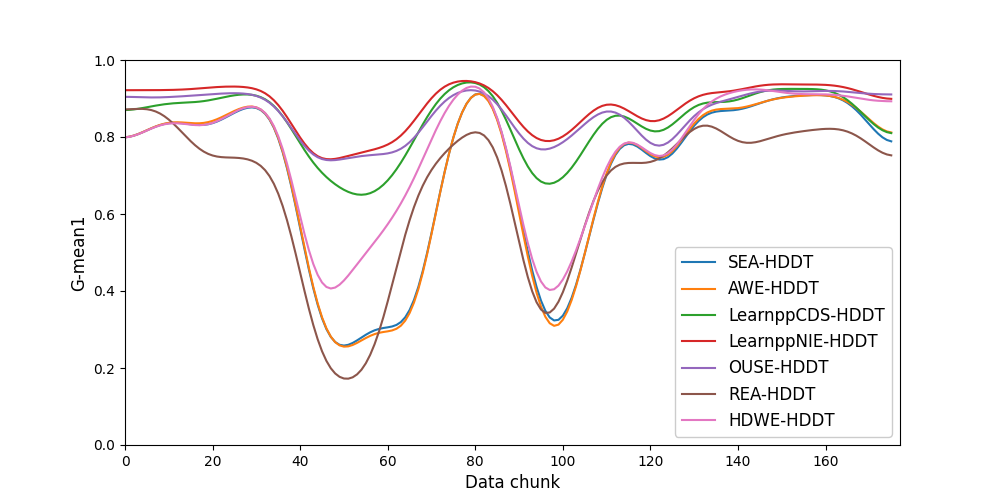 1.0
0.8
0.6
0.4
0.2
0.0
G-mean1
0 20 40 60 80 100 120 140 160
Data chunk
SEA-HDDT
AWE-HDDT
LearnppCDS-HDDT
LearnppNIE-HDDT
OUSE-HDDT
REA-HDDT
HDWE-HDDT